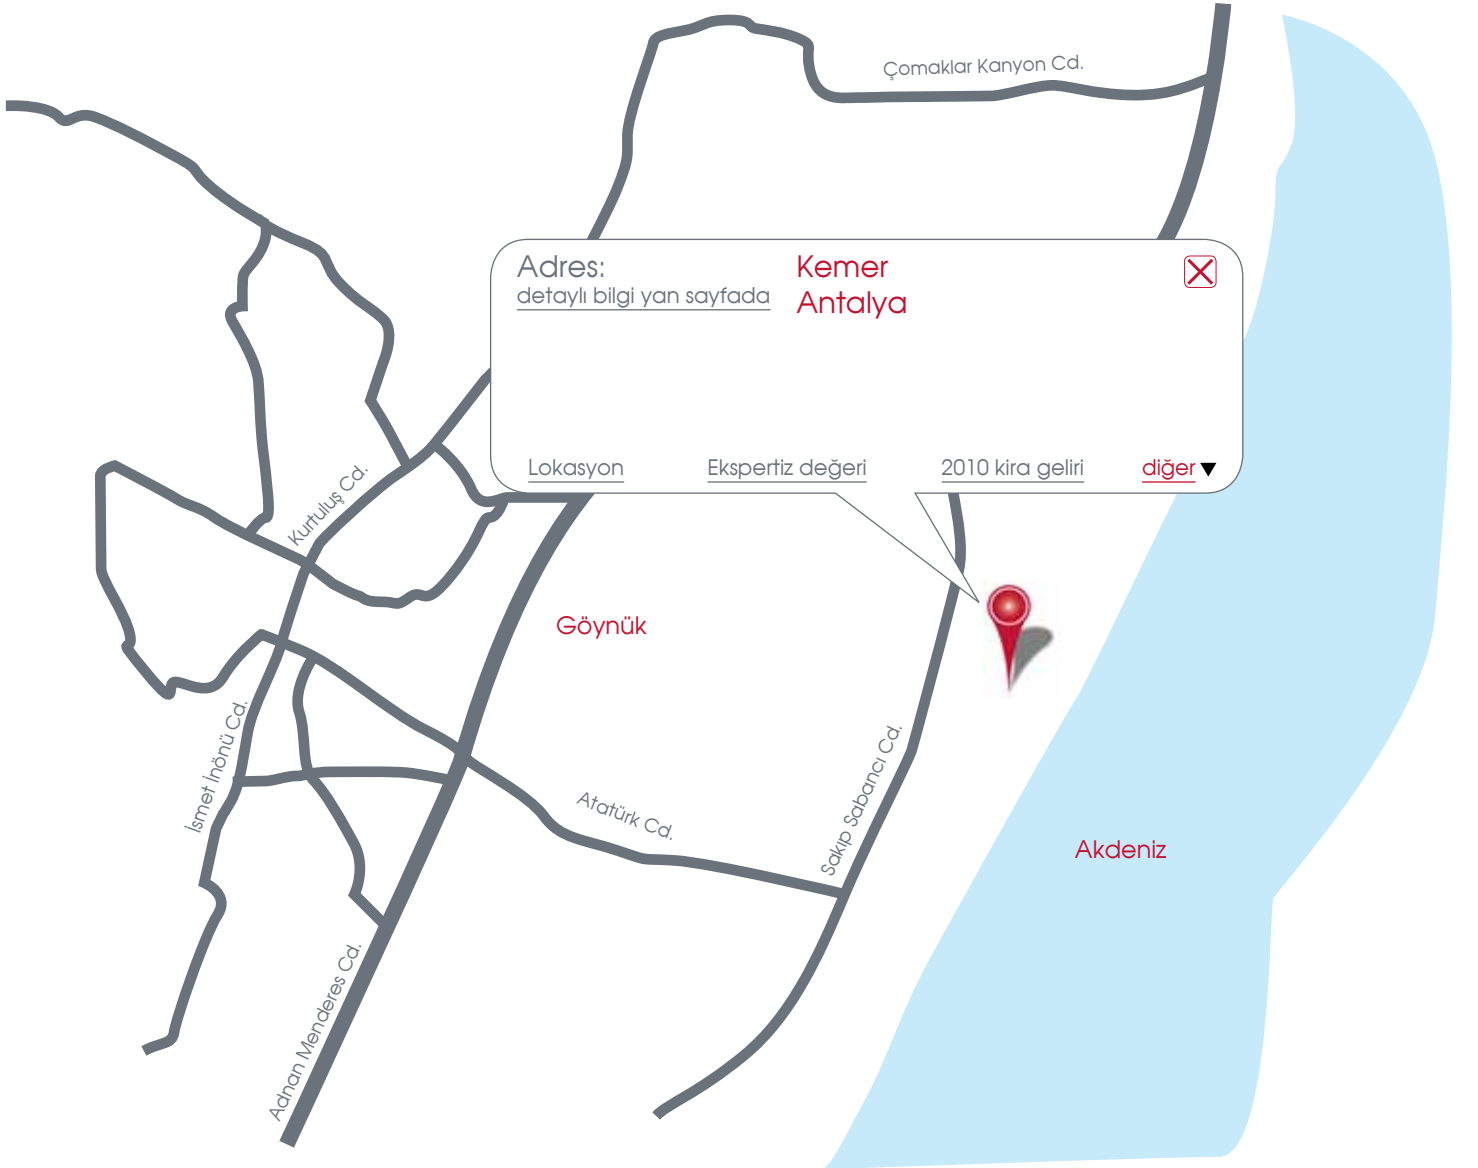 Çomaklar Kanyon Cd.
Adres:
detaylı bilgi yan sayfada
Kemer
Antalya
Lokasyon
Ekspertiz değeri
2010 kira geliri
diğer
Kurtuluş Cd.
Göynük
İsmet İnönü Cd.
Atatürk Cd.
Sakıp Sabancı Cd.
Akdeniz
Adnan Menderes Cd.